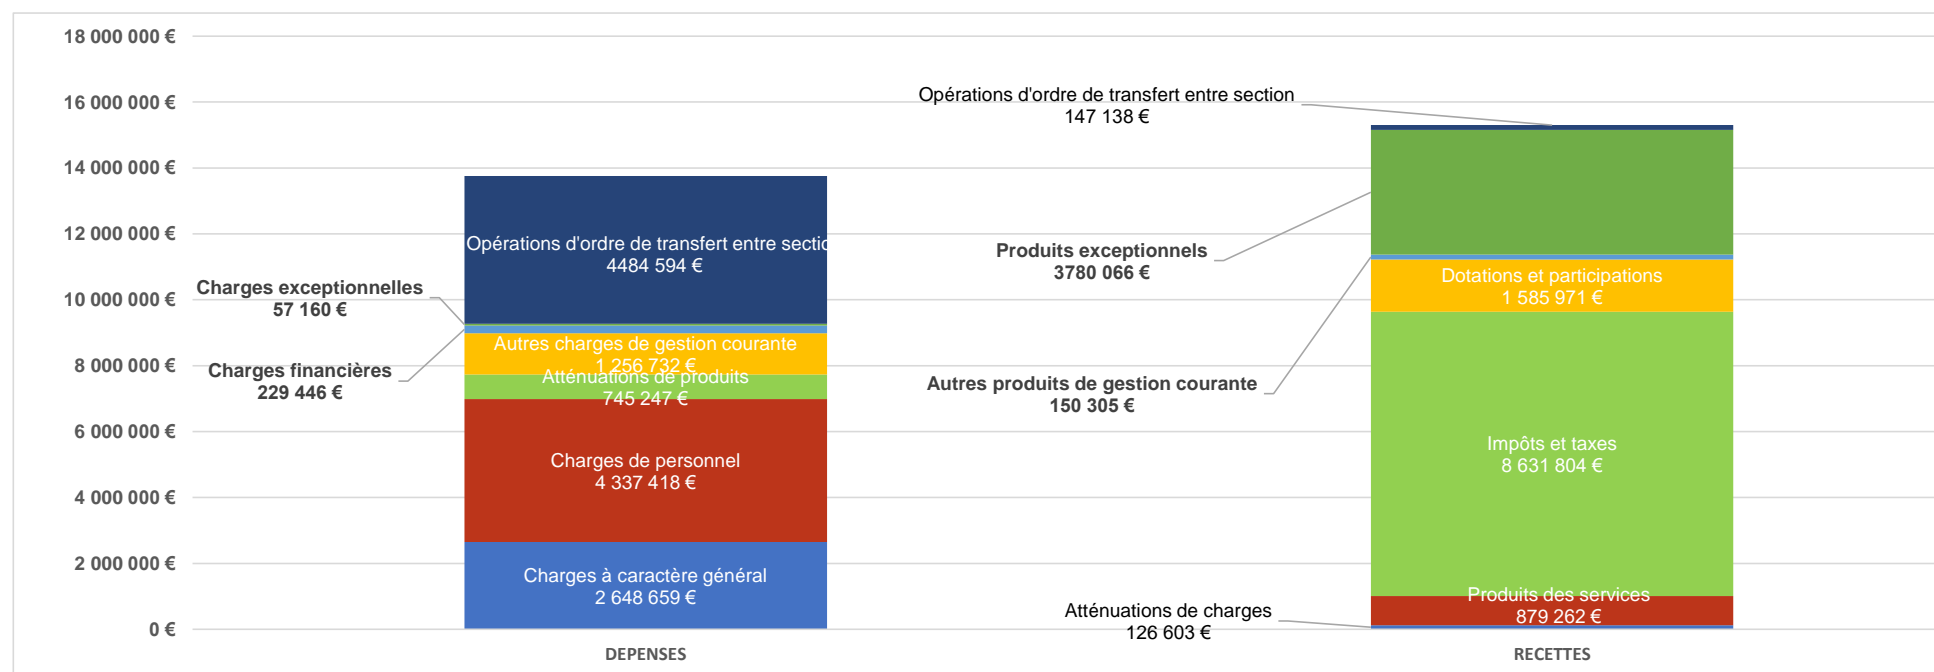 18 000 000 €
16 000 000 €
14 000 000 €
12 000 000 €
10 000 000 €
8 000 000 €
6 000 000 €
4 000 000 €
2 000 000 €
0 €
Opérations d'ordre de transfert entre sectio
4484 594 €
Charges exceptionnelles
57 160 €
Charges financières
229 446 €
Autres charges de gestion courante
1 256 732 €
Atténuations de produits
745 247 €
Charges de personnel
4 337 418 €
Charges à caractère général
2 648 659 €
DEPENSES
Opérations d'ordre de transfert entre section
147 138 €
Produits exceptionnels
3780 066 €
Autres produits de gestion courante
150 305 €
Dotations et participations
1 585 971 €
Impôts et taxes
8 631 804 €
Produits des services
879 262 €
Atténuations de charges
126 603 €
RECETTES